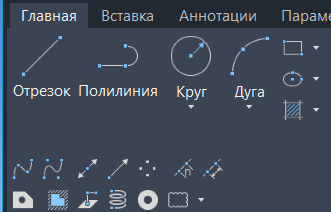 Главная Вставка Аннотации
Отрезок Полилиния Круг Дуга